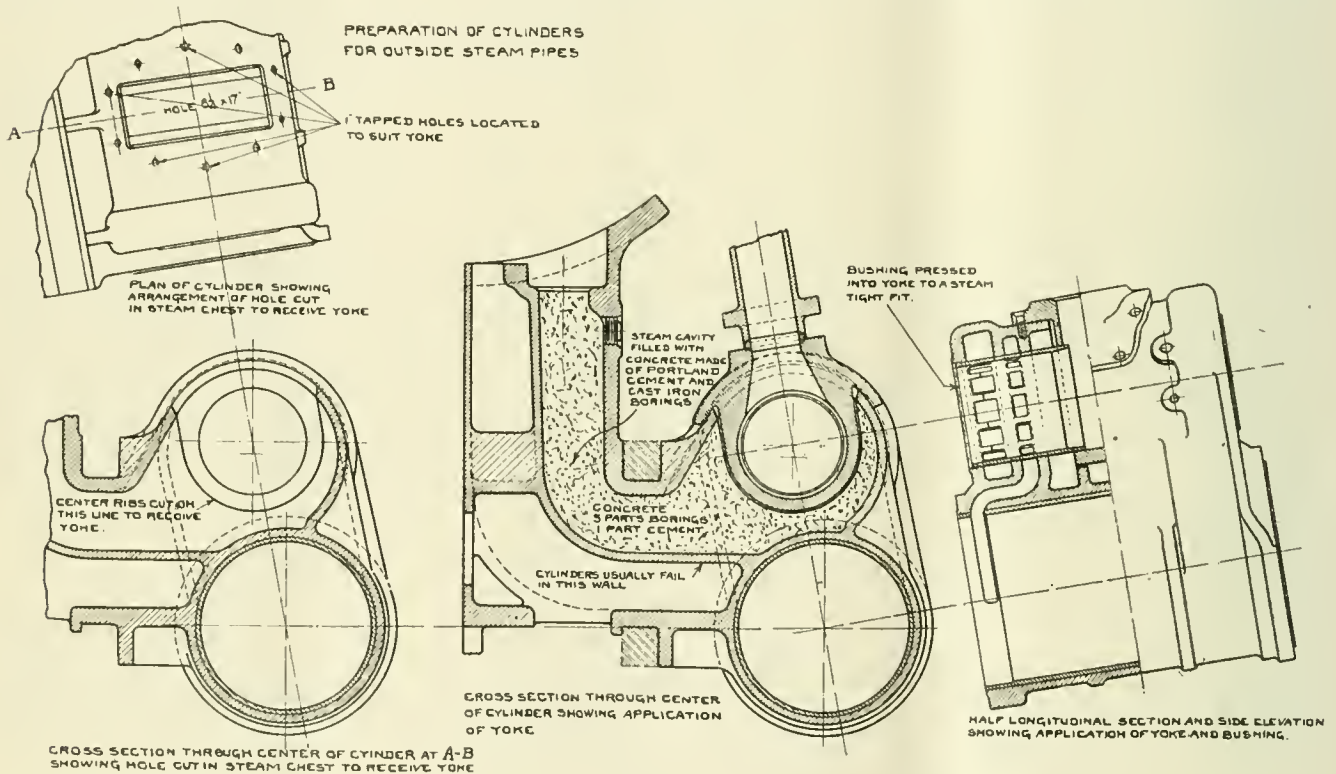 PREPARATION OF CYLINDERS
FOR OUTSIDE STEAM PIPES
A
B
HOLE x 17"
1" TAPPED HOLES LOCATED
TO SUIT YOKE
PLAN OF CYLINDER SHOWING
ARRANGEMENT OF HOLE CUT
IN STEAM CHEST TO RECEIVE YOKE
CENTER RIBS CUT ON
THIS LINE TO RECEIVE
YOKE.
CROSS SECTION THROUGH CENTER OF CYINDER AT A-B
SHOWING HOLE CUT IN STEAM CHEST TO RECEIVE YOKE
STEAM CAVITY
FILLED WITH
CONCRETE MADE
OF PORTLAND
CEMENT AND
CAST IRON
BORINGS
CONCRETE
5 PARTS BORINGS
1 PART CEMENT
CYLINDERS USUALLY FAIL
IN THIS WALL
CROSS SECTION THROUGH CENTER
OF CYLINDER SHOWING APPLICATION
OF YOKE
BUSHING PRESSED
INTO YOKE TO A STEAM
TIGHT FIT.
HALF LONGITUDINAL SECTION AND SIDE ELEVATION
SHOWING APPLICATION OF YOKE AND BUSHING.